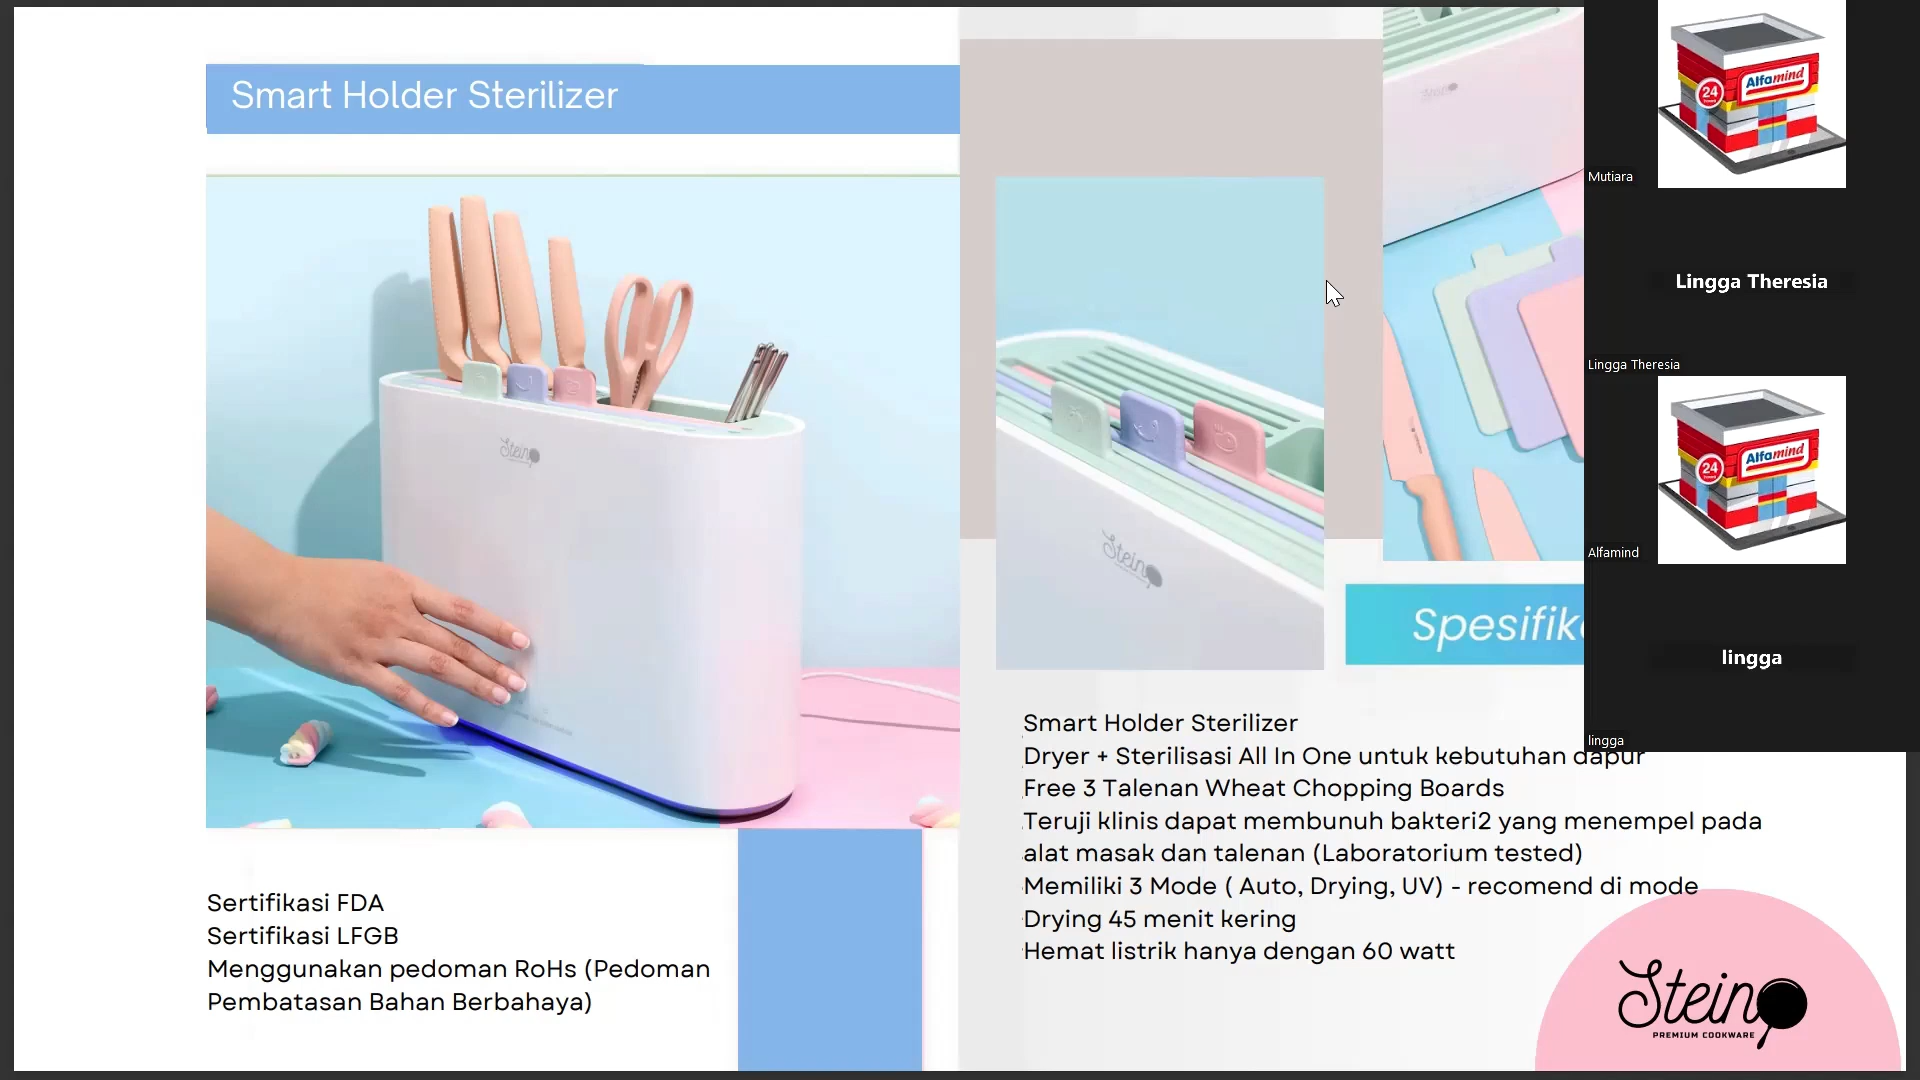 Smart Holder Sterilizer
Stein
Sertifikasi FDA
Sertifikasi LFGB
Menggunakan pedoman RoHs (Pedoman
Pembatasan Bahan Berbahaya)
Stein
Stein
Spesifik
Smart Holder Sterilizer
Dryer + Sterilisasi All In One untuk kebutuhan dapur
Free 3 Talenan Wheat Chopping Boards
Teruji klinis dapat membunuh bakteri2 yang menempel pada
alat masak dan talenan (Laboratorium tested)
Memiliki 3 Mode ( Auto, Drying, UV) - recomend di mode
Drying 45 menit kering
Hemat listrik hanya dengan 60 watt
Stein
PREMIUM COOKWARE
24
Alfamind
Mutiara
Lingga Theresia
Lingga Theresia
24
Alfamind
Alfamind
lingga
lingga